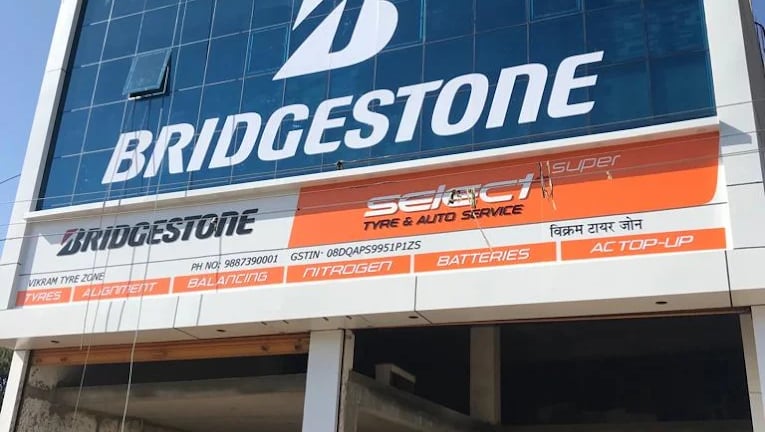 BRIDGESTONE
BRIDGESTONE
select super
TYRE & AUTO SERVICE
VIKRAM TYRE ZONE
PH NO: 9887390001
GSTIN- 08DQAPS9951P1ZS
विक्रम टायर जोन
TYRES
ALIGNMENT
BALANCING
NITROGEN
BATTERIES
AC TOP-UP